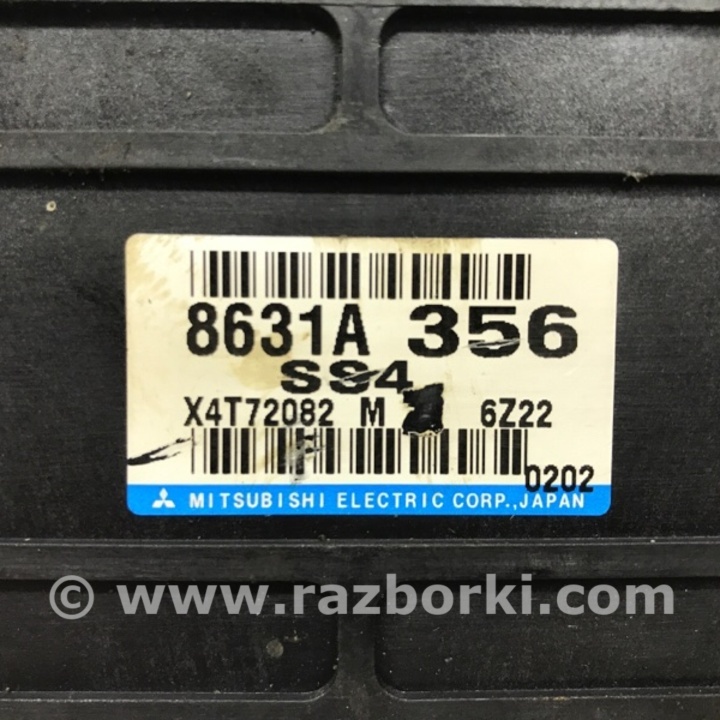 8631A 356
SS4
X4T72082 M 6Z22
0202
MITSUBISHI ELECTRIC CORP.,JAPAN
© www.razborki.com